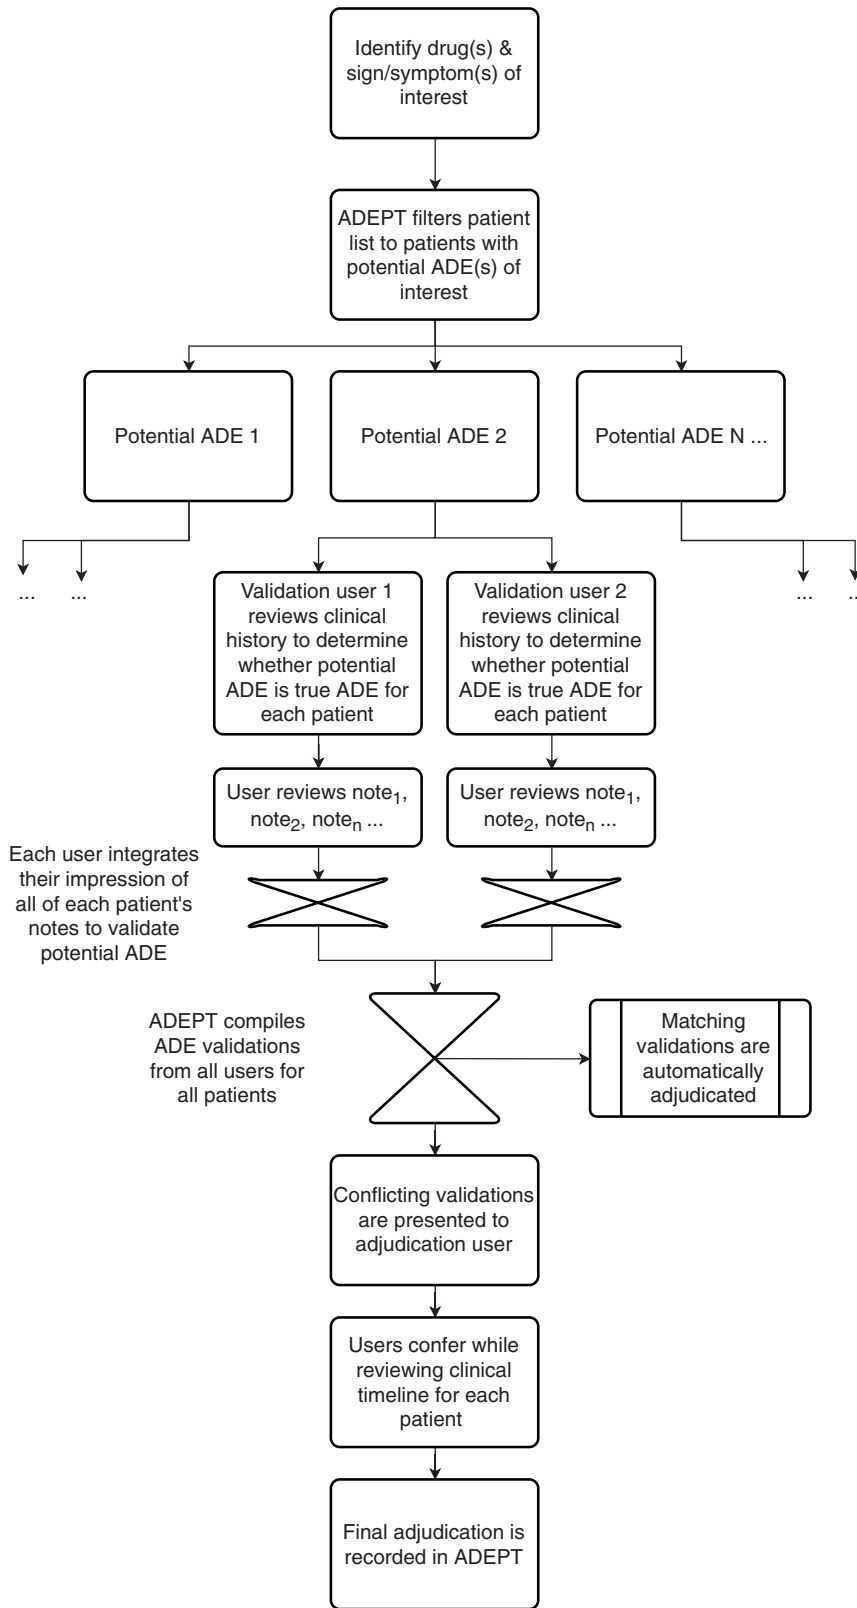 Identify drug(s) &
sign/symptom(s) of
interest
ADEPT filters patient
list to patients with
potential ADE(s) of
interest
Potential ADE 1
Potential ADE 2
Potential ADE N ...
...
...
...
...
Validation user 1
reviews clinical
history to determine
whether potential
ADE is true ADE for
each patient
Validation user 2
reviews clinical
history to determine
whether potential
ADE is true ADE for
each patient
User reviews note₁,
note₂, noteₙ ...
User reviews note₁,
note₂, noteₙ ...
Each user integrates
their impression of
all of each patient's
notes to validate
potential ADE
ADEPT compiles
ADE validations
from all users for
all patients
Matching
validations are
automatically
adjudicated
Conflicting validations
are presented to
adjudication user
Users confer while
reviewing clinical
timeline for each
patient
Final adjudication is
recorded in ADEPT